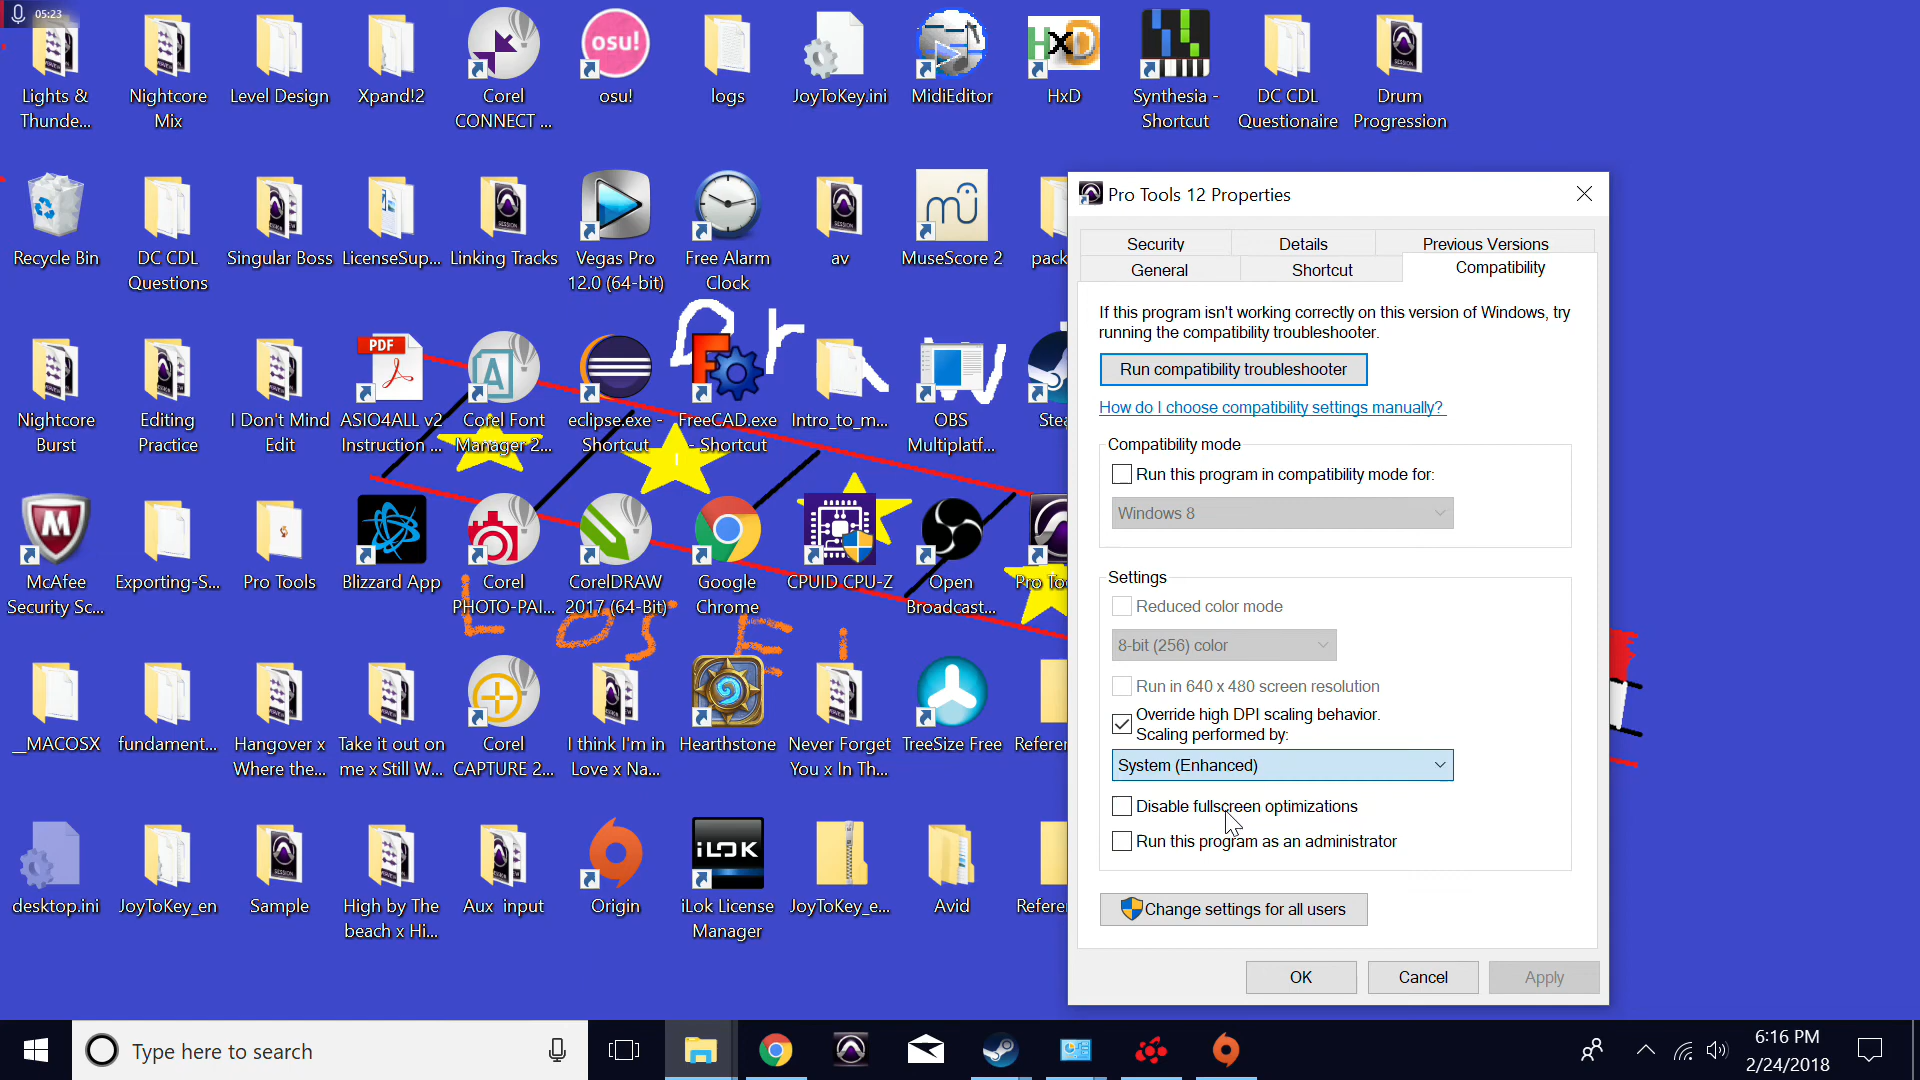 05:23
Lights &
Thunde...
Nightcore
Mix
Level Design
Xpand!2
Corel
CONNECT ...
osu!
osu!
logs
JoyToKey.ini
MidiEditor
HxD
HxD
Synthesia -
Shortcut
DC CDL
Questionaire
Drum
Progression
Recycle Bin
DC CDL
Questions
SESSION
Singular Boss
LicenseSup...
SESSION
Linking Tracks
Vegas Pro
12.0 (64-bit)
Free Alarm
Clock
SESSION
av
MuseScore 2
pack
Nightcore
Burst
Editing
Practice
I Don't Mind
Edit
PDF
ASIO4ALL v2
Instruction ...
A
Corel Font
Manager 2...
eclipse.exe -
Shortcut
FreeCAD.exe
- Shortcut
Intro_to_m...
OBS
Multiplatf...
Stea
McAfee
Security Sc...
Exporting-S...
Pro Tools
Blizzard App
Corel
PHOTO-PAI...
CorelDRAW
2017 (64-Bit)
Google
Chrome
CPUID CPU-Z
Open
Broadcast...
Pro Too
__MACOSX
fundament...
Hangover x
Where the...
Take it out on
me x Still W...
Corel
CAPTURE 2...
I think I'm in
Love x Na...
Hearthstone
Never Forget
You x In Th...
TreeSize Free
Referen
desktop.ini
JoyToKey_en
SESSION
Sample
High by The
beach x Hi...
Aux input
Origin
iLOK
iLok License
Manager
JoyToKey_e...
Avid
Referen
Pro Tools 12 Properties
Security
Details
Previous Versions
General
Shortcut
Compatibility
If this program isn't working correctly on this version of Windows, try
running the compatibility troubleshooter.
Run compatibility troubleshooter
How do I choose compatibility settings manually?
Compatibility mode
Run this program in compatibility mode for:
Windows 8
Settings
Reduced color mode
8-bit (256) color
Run in 640 x 480 screen resolution
Override high DPI scaling behavior.
Scaling performed by:
System (Enhanced)
Disable fullscreen optimizations
Run this program as an administrator
Change settings for all users
OK
Cancel
Apply
Type here to search
6:16 PM
2/24/2018